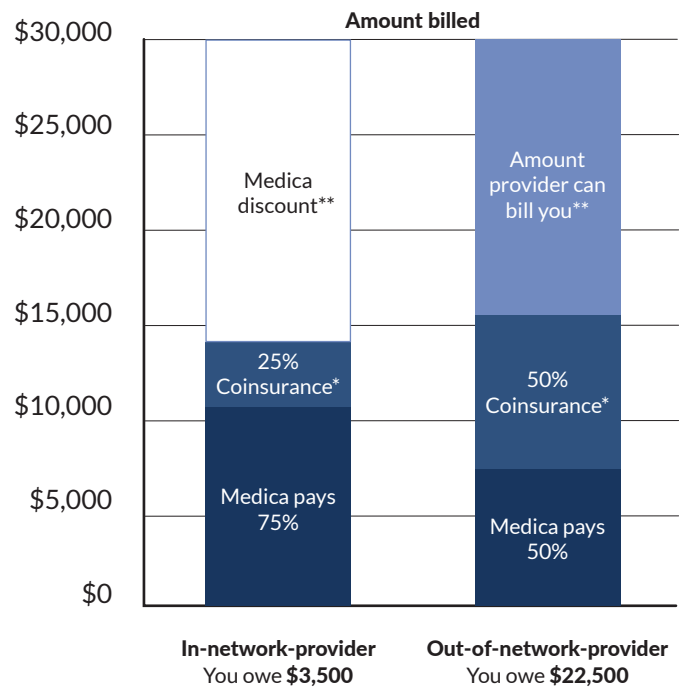 Amount billed
$30,000
$25,000
$20,000
$15,000
$10,000
$5,000
$0
Medica
discount**
25%
Coinsurance*
Medica pays
75%
Amount
provider can
bill you**
50%
Coinsurance*
Medica pays
50%
In-network-provider
You owe $3,500
Out-of-network-provider
You owe $22,500